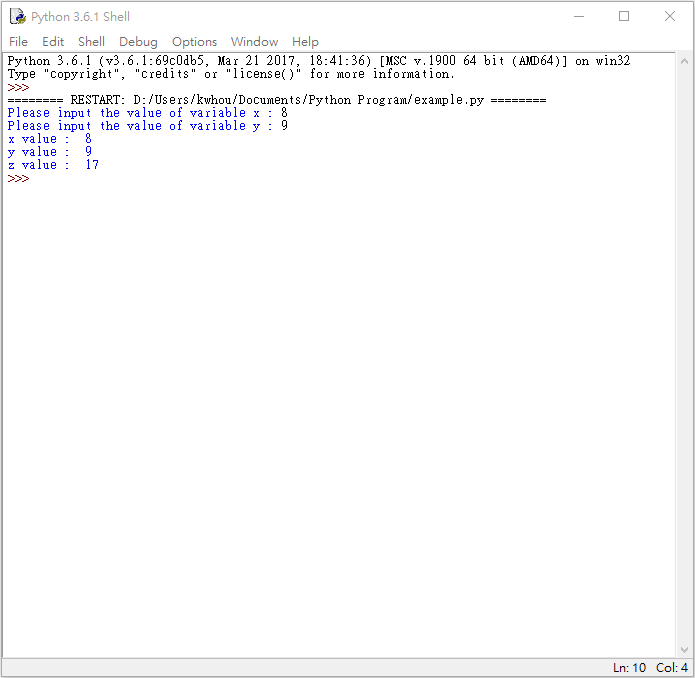 Python 3.6.1 Shell
File Edit Shell Debug Options Window Help
Python 3.6.1 (v3.6.1:69c0db5, Mar 21 2017, 18:41:36) [MSC v.1900 64 bit (AMD64)] on win32
Type "copyright", "credits" or "license()" for more information.
>>>
======== RESTART: D:/Users/kwhou/Documents/Python Program/example.py ========
Please input the value of variable x : 8
Please input the value of variable y : 9
x value :  8
y value :  9
z value :  17
>>>
Ln: 10 Col: 4